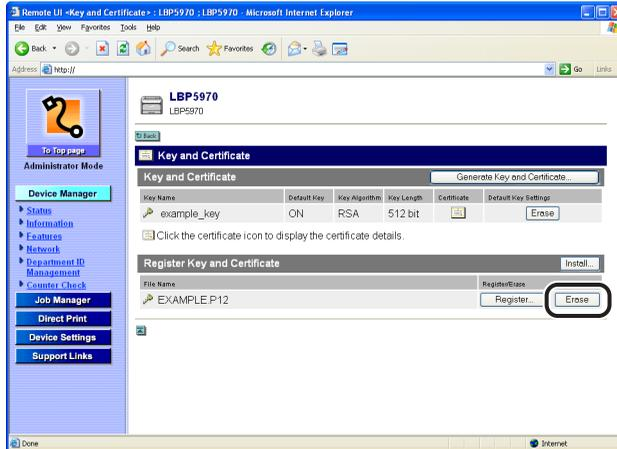 Remote UI <Key and Certificate> : LBP5970 ; LBP5970 - Microsoft Internet Explorer
File Edit View Favorites Tools Help
Back Search Favorites
Address http:// Go Links
LBP5970
LBP5970
Back
To Top page
Administrator Mode
Key and Certificate
Key and Certificate Generate Key and Certificate...
Key Name Default Key Key Algorithm Key Length Certificate Default Key Settings
example_key ON RSA 512 bit Erase
Click the certificate icon to display the certificate details.
Register Key and Certificate Install...
File Name Register/Erase
EXAMPLE.P12 Register... Erase
Device Manager
Status
Information
Features
Network
Department ID
Management
Counter Check
Job Manager
Direct Print
Device Settings
Support Links
Done Internet